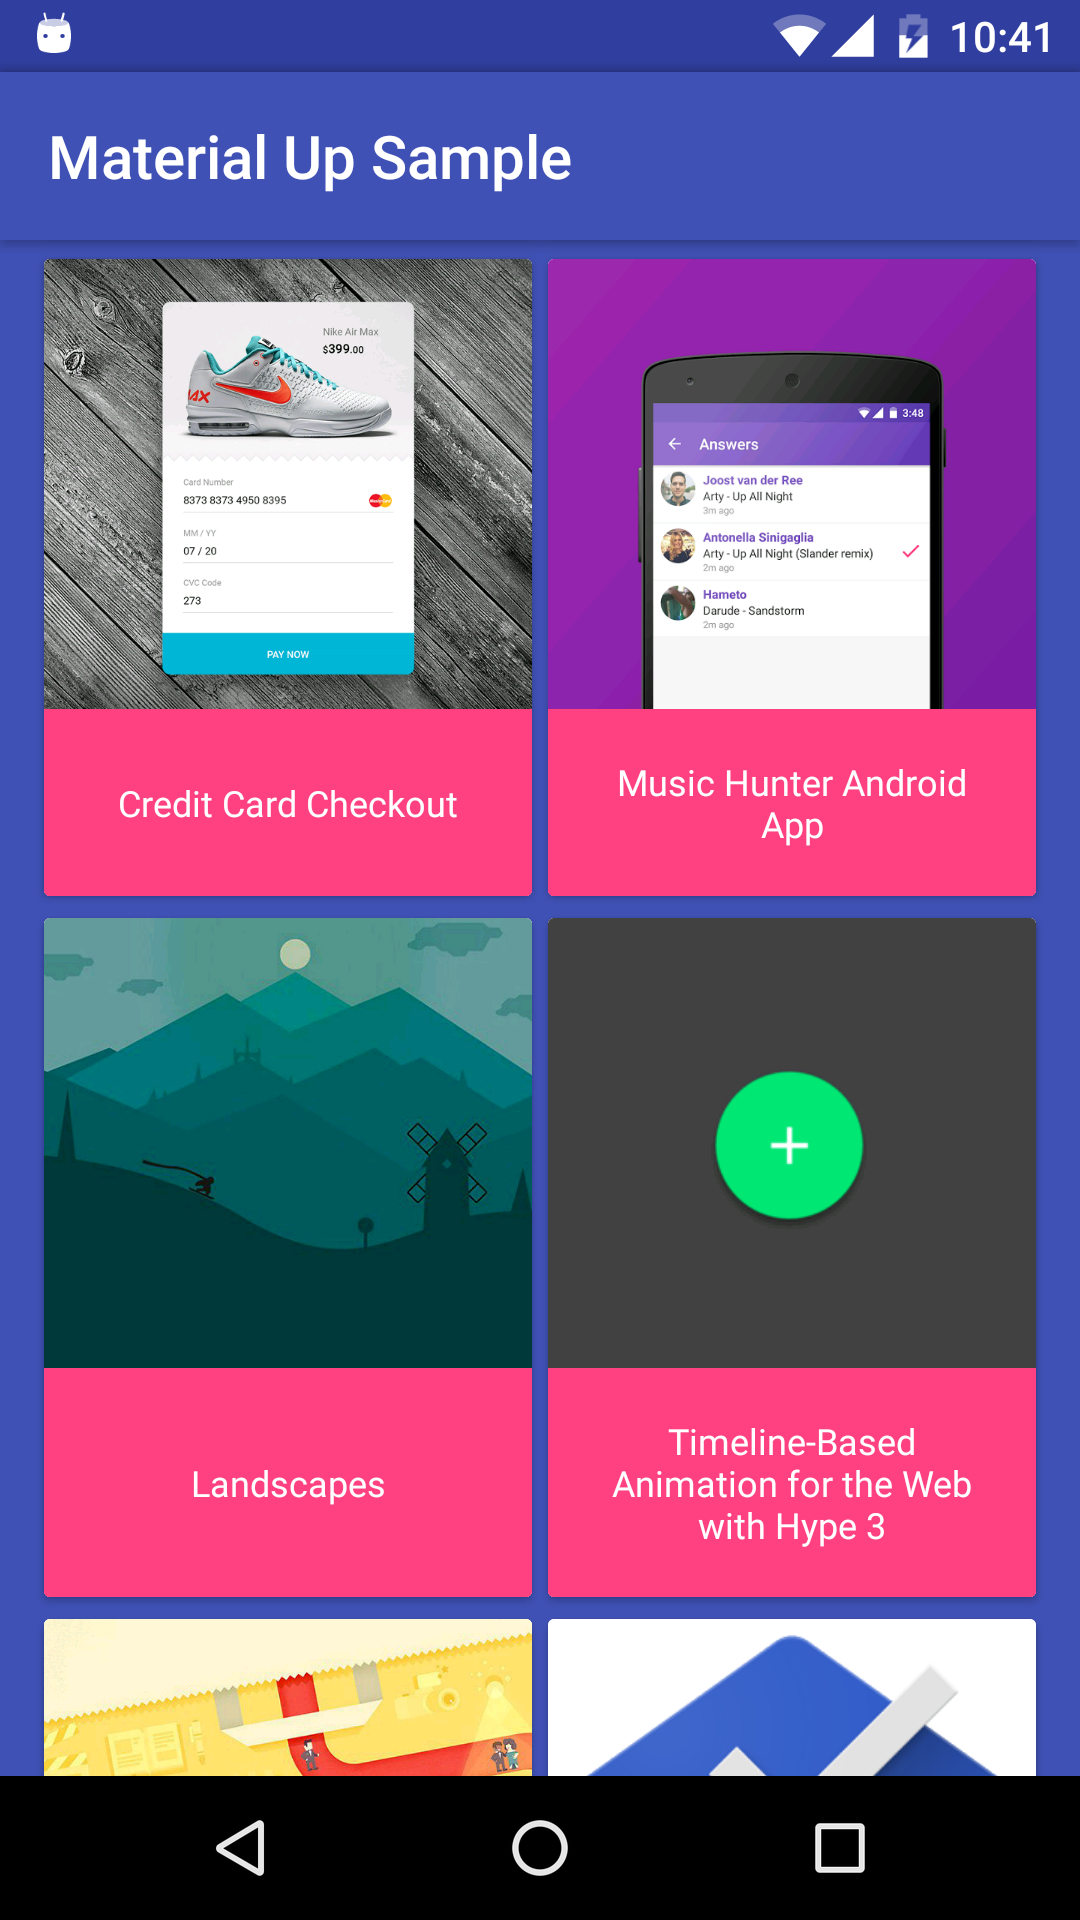 10:41
Material Up Sample
Nike Air Max
$399.00
Card Number
8373 8373 4950 8395
MM / YY
07 / 20
CVC Code
273
PAY NOW
Credit Card Checkout
3:48
Answers
Joost van der Ree
Arty - Up All Night
3m ago
Antonella Sinigaglia
Arty - Up All Night (Slander remix)
2m ago
Hameto
Darude - Sandstorm
2m ago
Music Hunter Android
App
Landscapes
Timeline-Based
Animation for the Web
with Hype 3